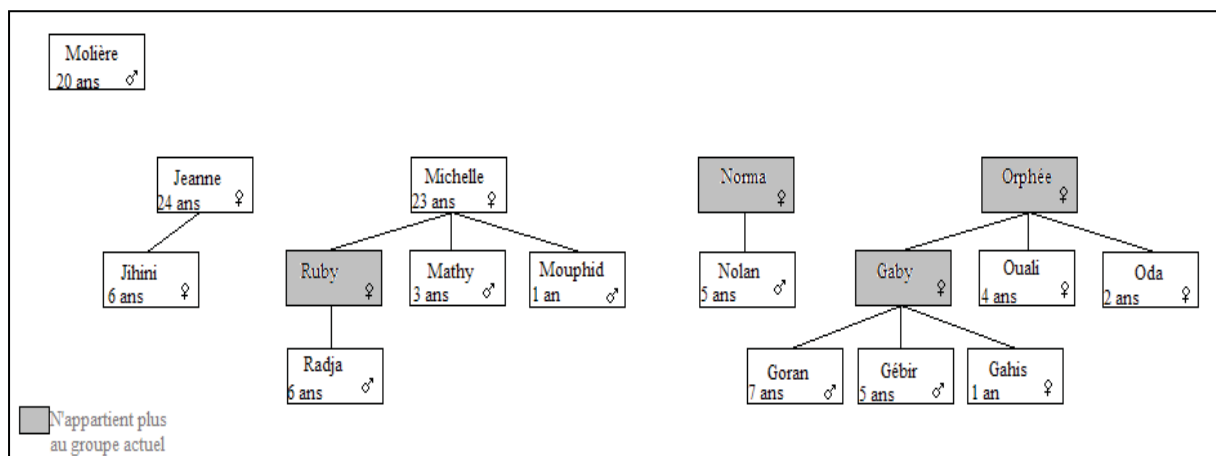 Molière
20 ans ♂
Jeanne
24 ans ♀
Michelle
23 ans ♀
Norma
♀
Orphée
♀
Jihini
6 ans ♀
Ruby
♀
Mathy
3 ans ♂
Mouphid
1 an ♂
Nolan
5 ans ♂
Gaby
♀
Ouali
4 ans ♀
Oda
2 ans ♀
Radja
6 ans ♂
Goran
7 ans ♂
Gébir
5 ans ♂
Gahis
1 an ♀
N'appartient plus
au groupe actuel